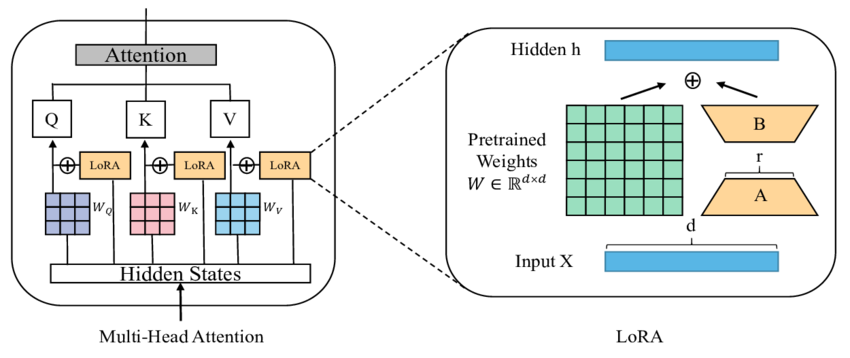 Attention
Q
K
V
LoRA
LoRA
LoRA
W_Q
W_K
W_V
Hidden States
Multi-Head Attention
Hidden h
Pretrained
Weights
W ∈ ℝ^{d×d}
B
r
A
d
Input X
LoRA